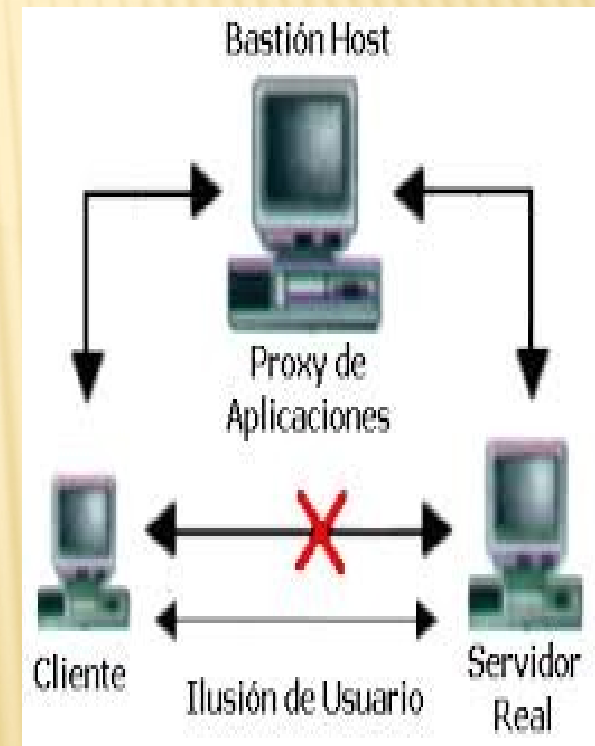 Bastión Host
Proxy de
Aplicaciones
Cliente
Ilusión de Usuario
Servidor
Real